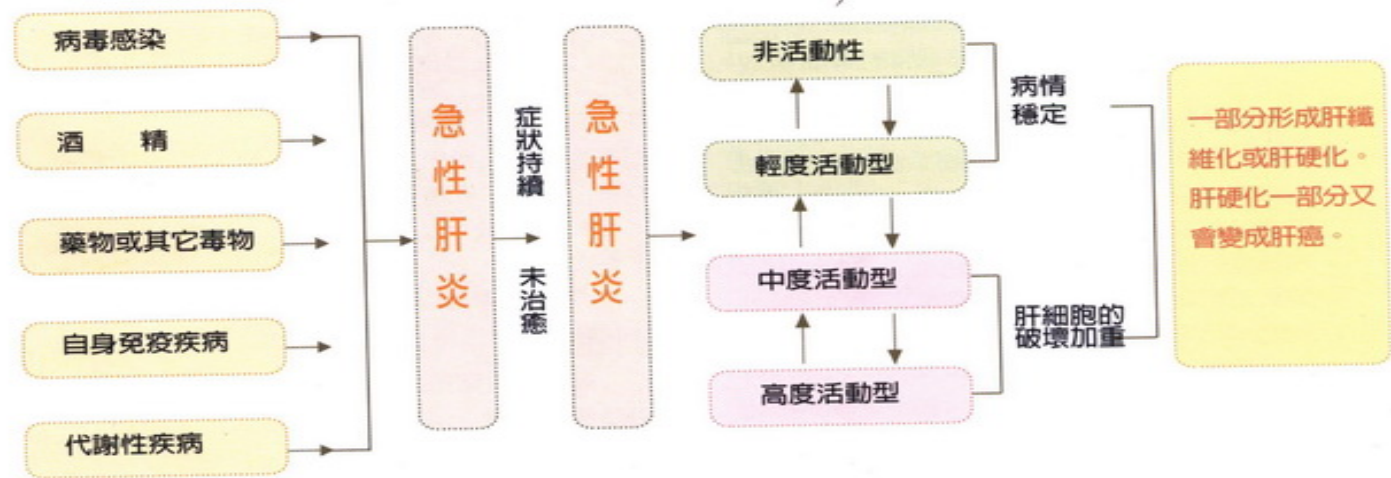 病毒感染
酒 精
藥物或其它毒物
自身免疫疾病
代謝性疾病
急性肝炎
症狀持續 未治癒
急性肝炎
非活動性
輕度活動型
中度活動型
高度活動型
病情
穩定
肝細胞的
破壞加重
一部分形成肝纖
維化或肝硬化。
肝硬化一部分又
會變成肝癌。